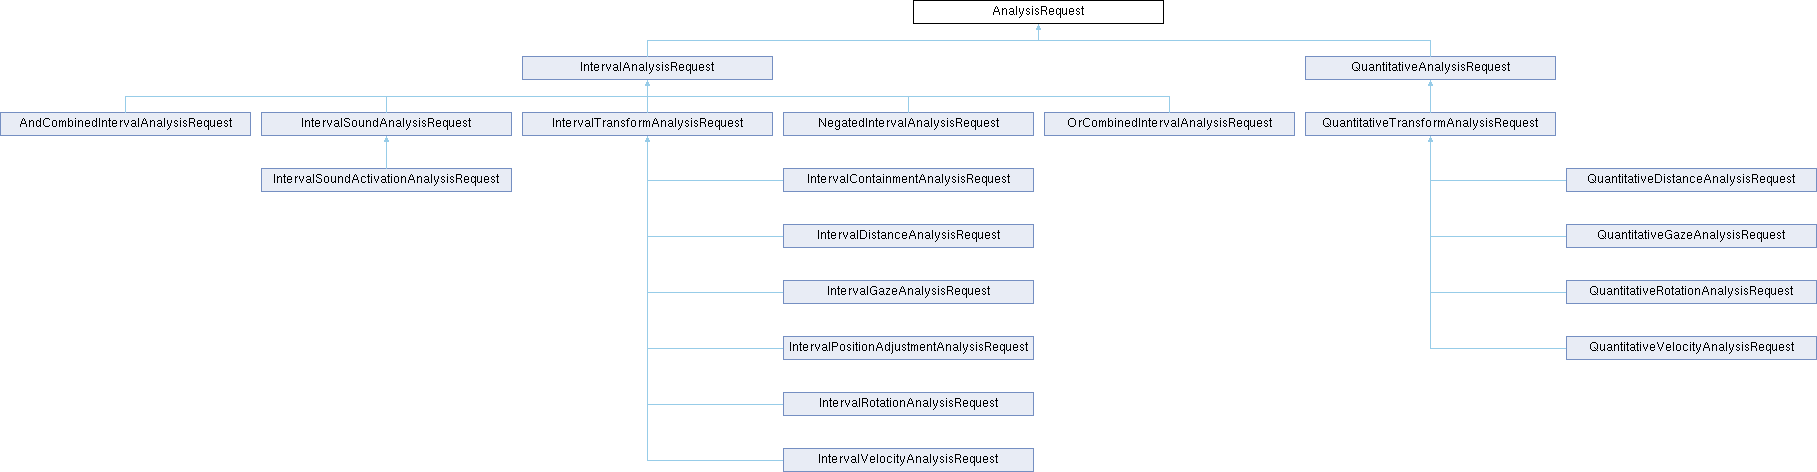 AnalysisRequest
IntervalAnalysisRequest
QuantitativeAnalysisRequest
AndCombinedIntervalAnalysisRequest
IntervalSoundAnalysisRequest
IntervalTransformAnalysisRequest
NegatedIntervalAnalysisRequest
OrCombinedIntervalAnalysisRequest
QuantitativeTransformAnalysisRequest
IntervalSoundActivationAnalysisRequest
IntervalContainmentAnalysisRequest
QuantitativeDistanceAnalysisRequest
IntervalDistanceAnalysisRequest
QuantitativeGazeAnalysisRequest
IntervalGazeAnalysisRequest
QuantitativeRotationAnalysisRequest
IntervalPositionAdjustmentAnalysisRequest
QuantitativeVelocityAnalysisRequest
IntervalRotationAnalysisRequest
IntervalVelocityAnalysisRequest